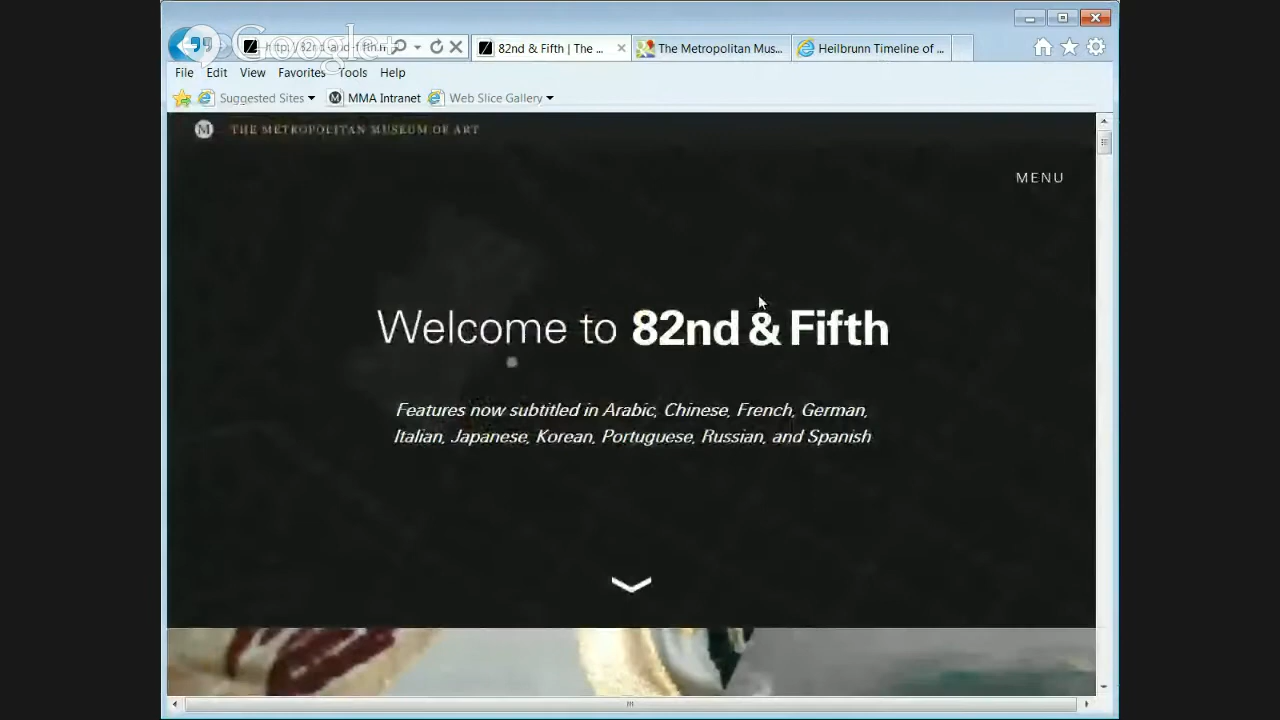 Google+
82nd & Fifth | The ...
The Metropolitan Mus...
Heilbrunn Timeline of ...
File Edit View Favorites Tools Help
Suggested Sites MMA Intranet Web Slice Gallery
M THE METROPOLITAN MUSEUM OF ART
MENU
Welcome to 82nd & Fifth
Features now subtitled in Arabic, Chinese, French, German,
Italian, Japanese, Korean, Portuguese, Russian, and Spanish